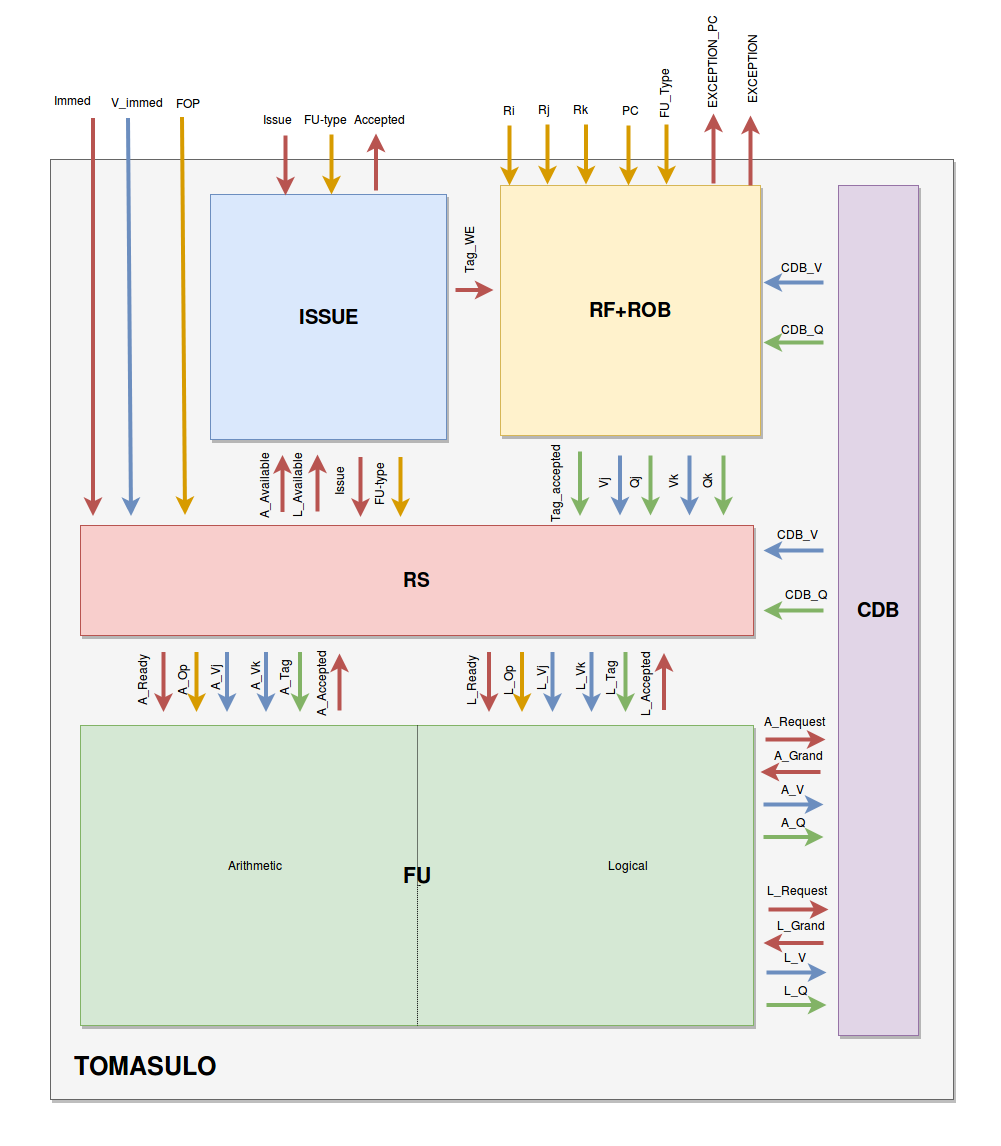 EXCEPTION_PC
EXCEPTION
Immed
V_immed
FOP
Issue
FU-type
Accepted
Ri
Rj
Rk
PC
FU_Type
ISSUE
Tag_WE
RF+ROB
CDB_V
CDB_Q
A_Available
L_Available
Issue
FU-type
Tag_accepted
Vj
Qj
Vk
Qk
RS
CDB_V
CDB_Q
CDB
A_Ready
A_Op
A_Vj
A_Vk
A_Tag
A_Accepted
L_Ready
L_Op
L_Vj
L_Vk
L_Tag
L_Accepted
A_Request
A_Grand
A_V
A_Q
Arithmetic
FU
Logical
L_Request
L_Grand
L_V
L_Q
TOMASULO